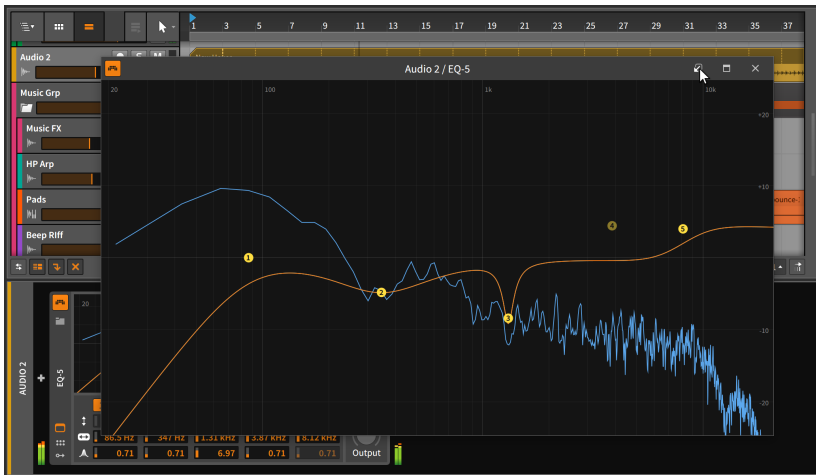 1 3 5 7 9 11 13 15 17 19 21 23 25 27 29 31 33 35 37
Audio 2
S M
Audio 2 / EQ-5
Music Grp
20 100 1k 10k
+20
Music FX
HP Arp
+10
Pads
ounce-
Beep RIff
1
2
3
4
5
-10
-20
20
AUDIO 2
+
EQ-5
86.5 Hz 347 Hz 1.31 kHz 3.87 kHz 8.12 kHz
0.71 0.71 6.97 0.71 0.71 Output